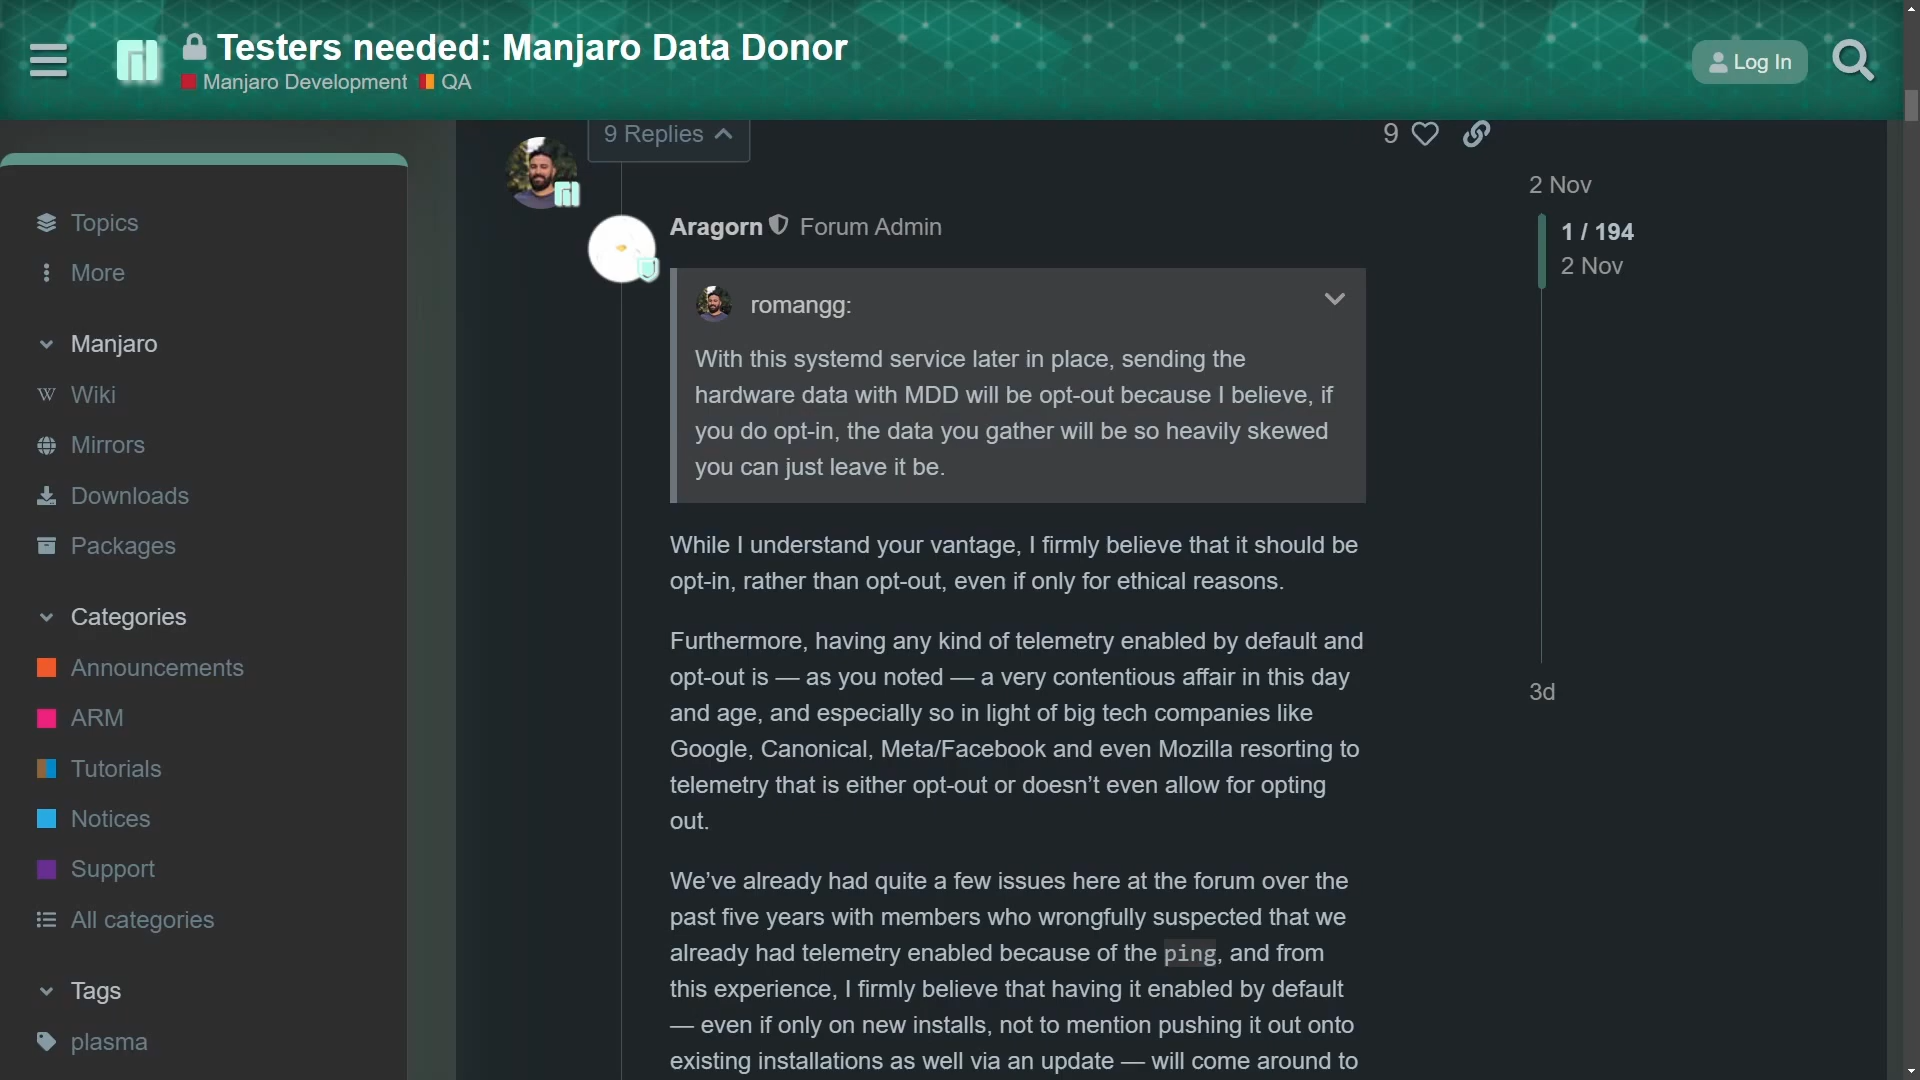 Testers needed: Manjaro Data Donor
Manjaro Development QA
Log In
Topics
More
Manjaro
Wiki
Mirrors
Downloads
Packages
Categories
Announcements
ARM
Tutorials
Notices
Support
All categories
Tags
plasma
9 Replies
9
Aragorn Forum Admin
romangg:
With this systemd service later in place, sending the
hardware data with MDD will be opt-out because I believe, if
you do opt-in, the data you gather will be so heavily skewed
you can just leave it be.
While I understand your vantage, I firmly believe that it should be
opt-in, rather than opt-out, even if only for ethical reasons.
Furthermore, having any kind of telemetry enabled by default and
opt-out is — as you noted — a very contentious affair in this day
and age, and especially so in light of big tech companies like
Google, Canonical, Meta/Facebook and even Mozilla resorting to
telemetry that is either opt-out or doesn’t even allow for opting
out.
We’ve already had quite a few issues here at the forum over the
past five years with members who wrongfully suspected that we
already had telemetry enabled because of the ping, and from
this experience, I firmly believe that having it enabled by default
— even if only on new installs, not to mention pushing it out onto
existing installations as well via an update — will come around to
2 Nov
1 / 194
2 Nov
3d